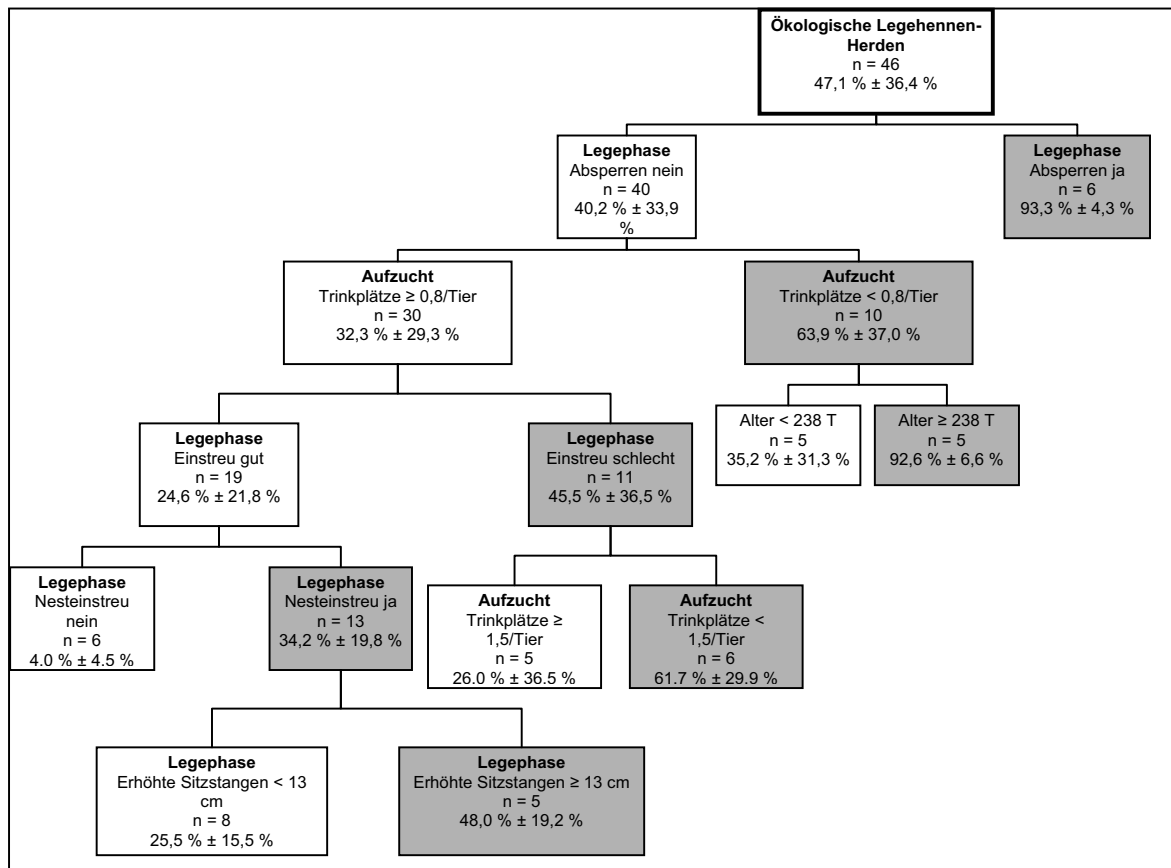 Ökologische Legehennen-
Herden
n = 46
47,1 % ± 36,4 %
Legephase
Absperren nein
n = 40
40,2 % ± 33,9
%
Legephase
Absperren ja
n = 6
93,3 % ± 4,3 %
Aufzucht
Trinkplätze ≥ 0,8/Tier
n = 30
32,3 % ± 29,3 %
Aufzucht
Trinkplätze < 0,8/Tier
n = 10
63,9 % ± 37,0 %
Legephase
Einstreu gut
n = 19
24,6 % ± 21,8 %
Legephase
Einstreu schlecht
n = 11
45,5 % ± 36,5 %
Alter < 238 T
n = 5
35,2 % ± 31,3 %
Alter ≥ 238 T
n = 5
92,6 % ± 6,6 %
Legephase
Nesteinstreu
nein
n = 6
4.0 % ± 4.5 %
Legephase
Nesteinstreu ja
n = 13
34,2 % ± 19,8 %
Aufzucht
Trinkplätze ≥
1,5/Tier
n = 5
26.0 % ± 36.5 %
Aufzucht
Trinkplätze <
1,5/Tier
n = 6
61.7 % ± 29.9 %
Legephase
Erhöhte Sitzstangen < 13
cm
n = 8
25,5 % ± 15,5 %
Legephase
Erhöhte Sitzstangen ≥ 13 cm
n = 5
48,0 % ± 19,2 %